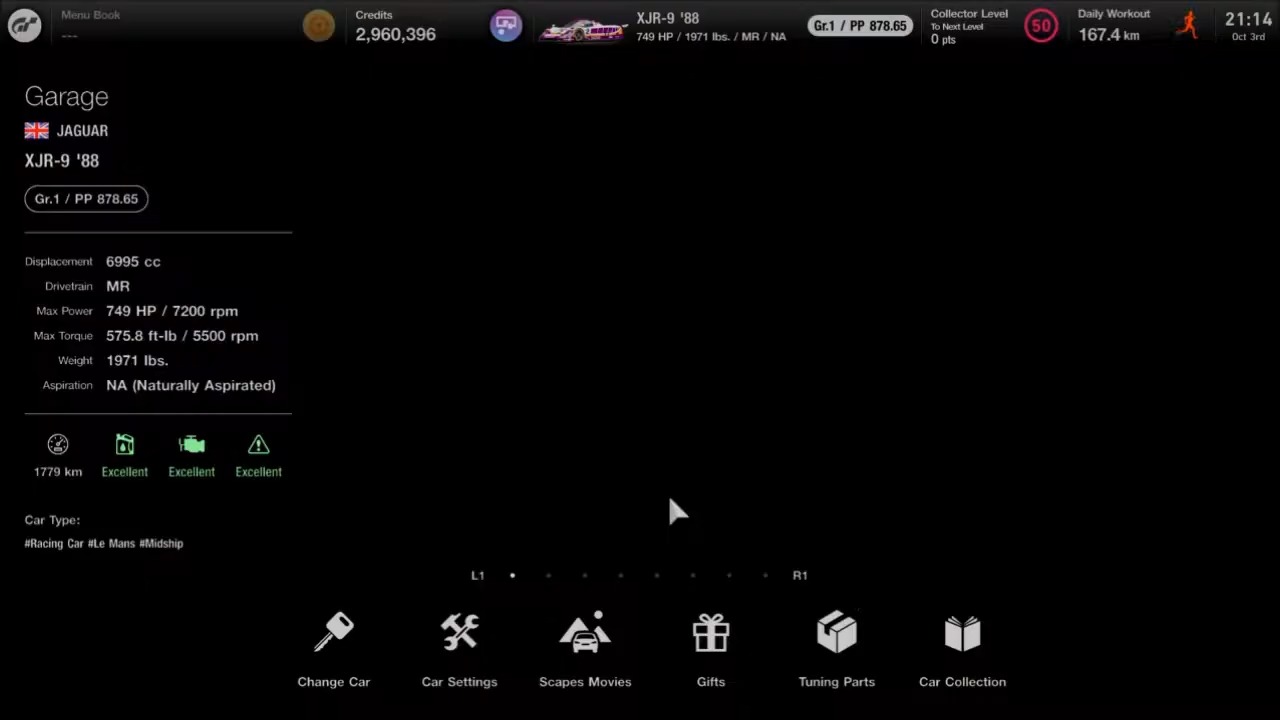 Menu Book
---
Credits
2,960,396
XJR-9 '88
749 HP / 1971 lbs. / MR / NA
Gr.1 / PP 878.65
Collector Level
To Next Level
0 pts
50
Daily Workout
167.4 km
21:14
Oct 3rd
Garage
JAGUAR
XJR-9 '88
Gr.1 / PP 878.65
Displacement 6995 cc
Drivetrain MR
Max Power 749 HP / 7200 rpm
Max Torque 575.8 ft-lb / 5500 rpm
Weight 1971 lbs.
Aspiration NA (Naturally Aspirated)
1779 km Excellent Excellent Excellent
Car Type:
#Racing Car #Le Mans #Midship
L1 R1
Change Car Car Settings Scapes Movies Gifts Tuning Parts Car Collection